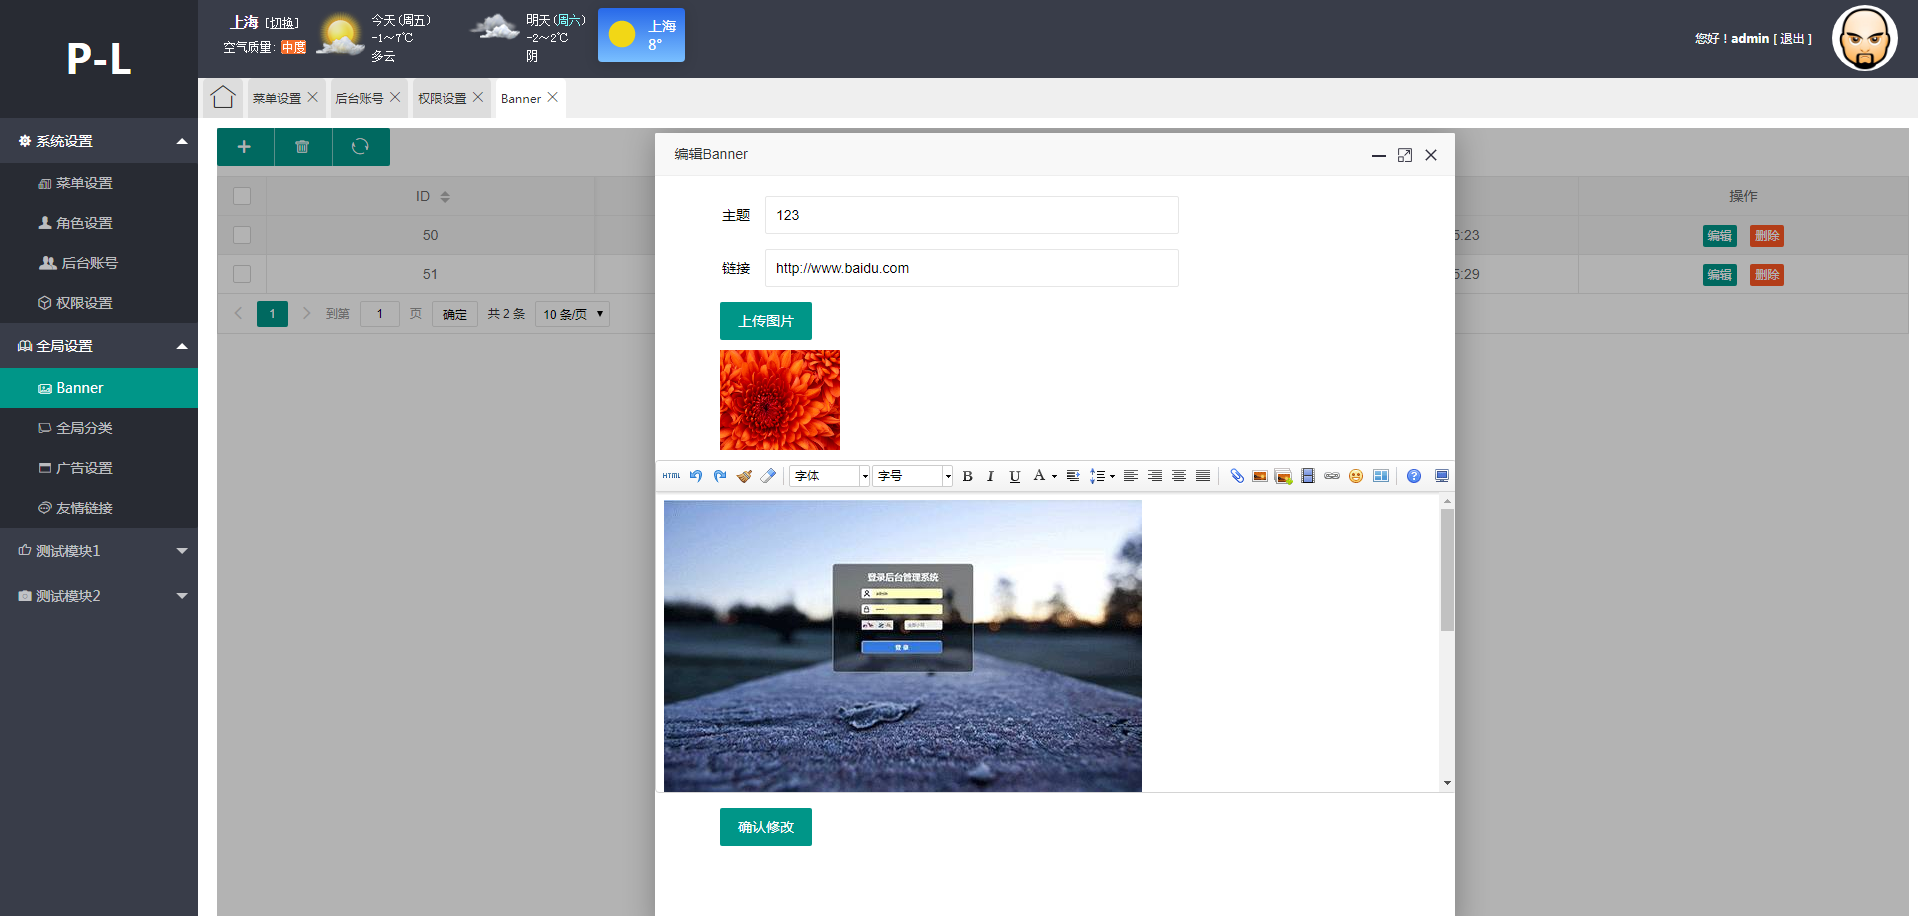 P-L
上海 [切换]
空气质量: 中度
今天(周五)
-1~7℃
多云
明天(周六)
-2~2℃
阴
上海
8°
您好！admin [ 退出 ]
菜单设置
后台账号
权限设置
Banner
系统设置
菜单设置
角色设置
后台账号
权限设置
全局设置
Banner
全局分类
广告设置
友情链接
测试模块1
测试模块2
ID
操作
50
5:23
编辑 删除
51
5:29
编辑 删除
1 到第 1 页 确定 共 2 条 10 条/页
编辑Banner
主题 123
链接 http://www.baidu.com
上传图片
HTML 字体 字号 B I U A
登录后台管理系统
admin
登 录
确认修改